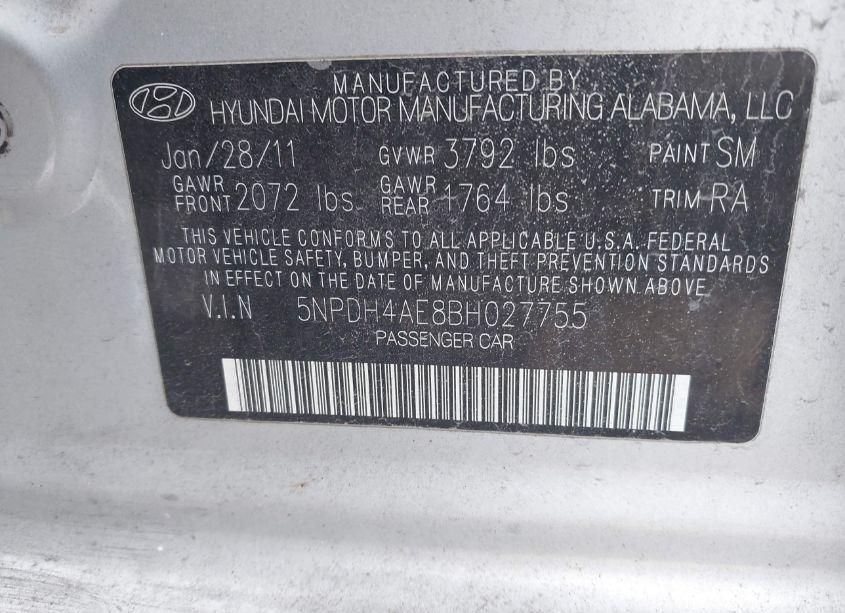 MANUFACTURED BY
HYUNDAI MOTOR MANUFACTURING ALABAMA, LLC
Jan/28/11 GVWR 3792 lbs PAINT SM
GAWR FRONT 2072 lbs GAWR REAR 1764 lbs TRIM RA
THIS VEHICLE CONFORMS TO ALL APPLICABLE U.S.A. FEDERAL
MOTOR VEHICLE SAFETY, BUMPER, AND THEFT PREVENTION STANDARDS
IN EFFECT ON THE DATE OF MANUFACTURE SHOWN ABOVE
V.I.N 5NPDH4AE8BH027755
PASSENGER CAR